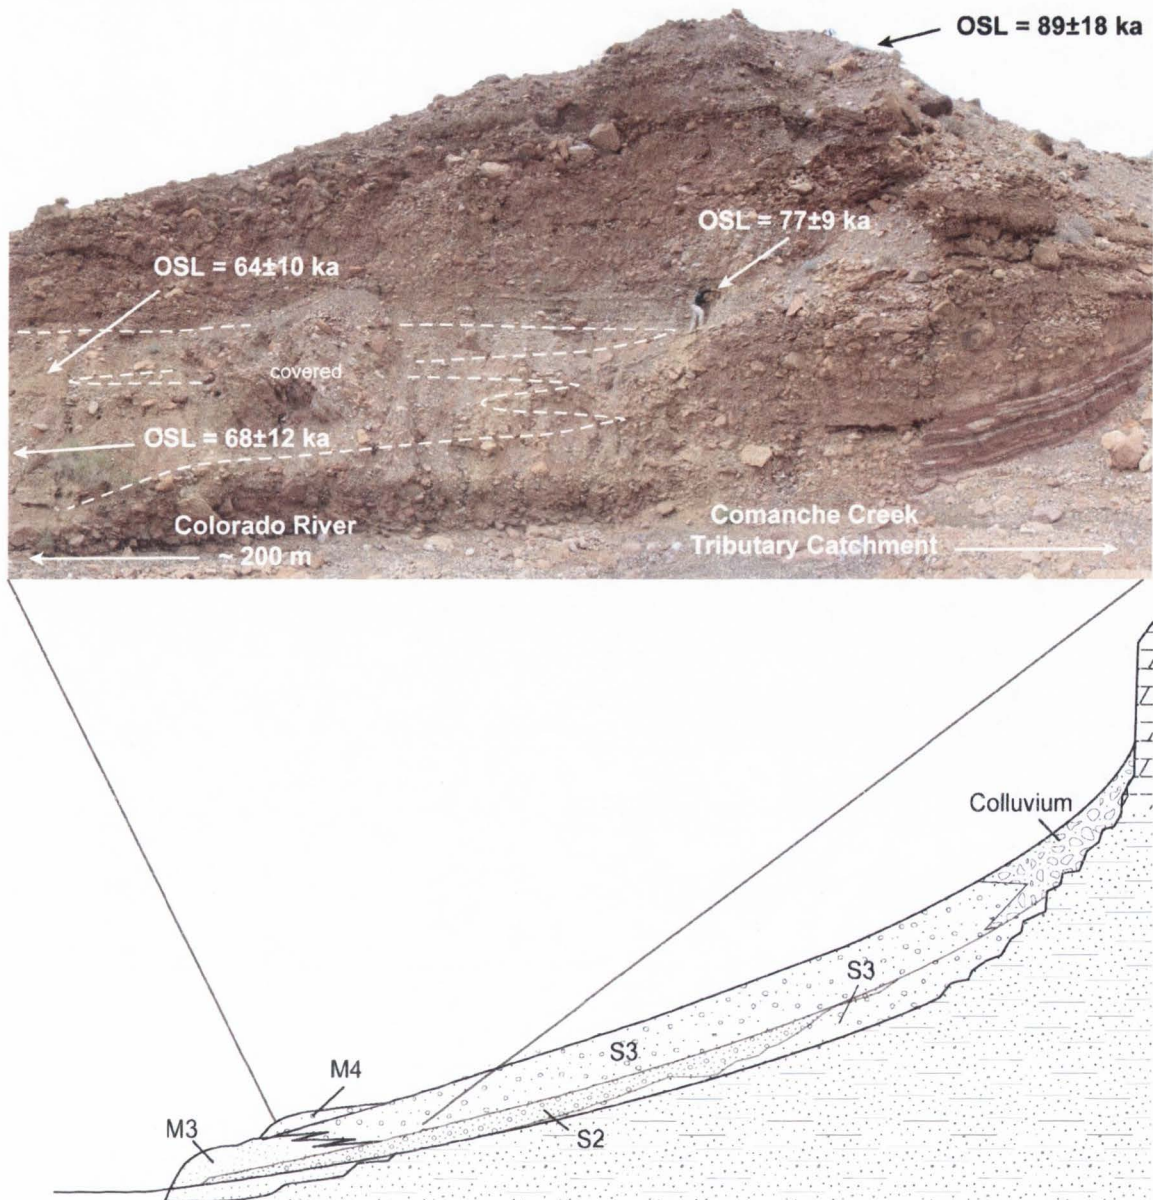 OSL = 89±18 ka
OSL = 77±9 ka
OSL = 64±10 ka
covered
OSL = 68±12 ka
Colorado River
~ 200 m
Comanche Creek
Tributary Catchment
Colluvium
S3
S3
M4
M3
S2